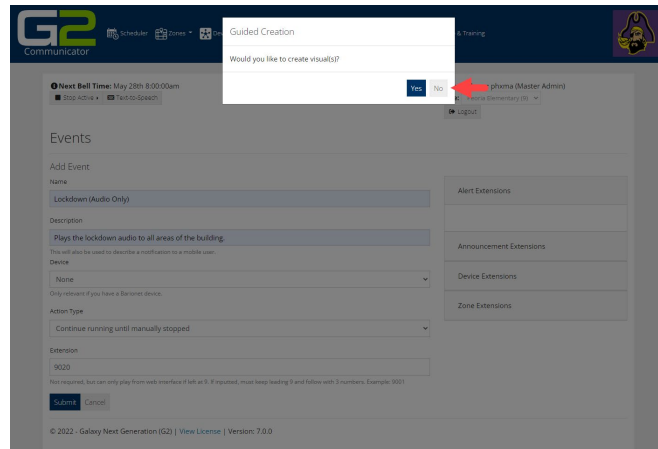 G2
Communicator
Scheduler
Zones
Dev
& Training
Guided Creation
Would you like to create visual(s)?
Yes
No
Next Bell Time: May 28th 8:00:00am
phxma (Master Admin)
Stop Active
Text-to-Speech
Elementary (6)
Logout
Events
Add Event
Name
Lockdown (Audio Only)
Description
Plays the lockdown audio to all areas of the building.
This will also be used to describe a notification to a mobile user.
Device
None
Only relevant if you have a Barionet device.
Action Type
Continue running until manually stopped
Extension
9020
Not required, but can only play from web interface if left at 9. If inputted, must keep leading 9 and follow with 3 numbers. Example: 9001
Submit
Cancel
Alert Extensions
Announcement Extensions
Device Extensions
Zone Extensions
© 2022 - Galaxy Next Generation (G2) | View License | Version: 7.0.0